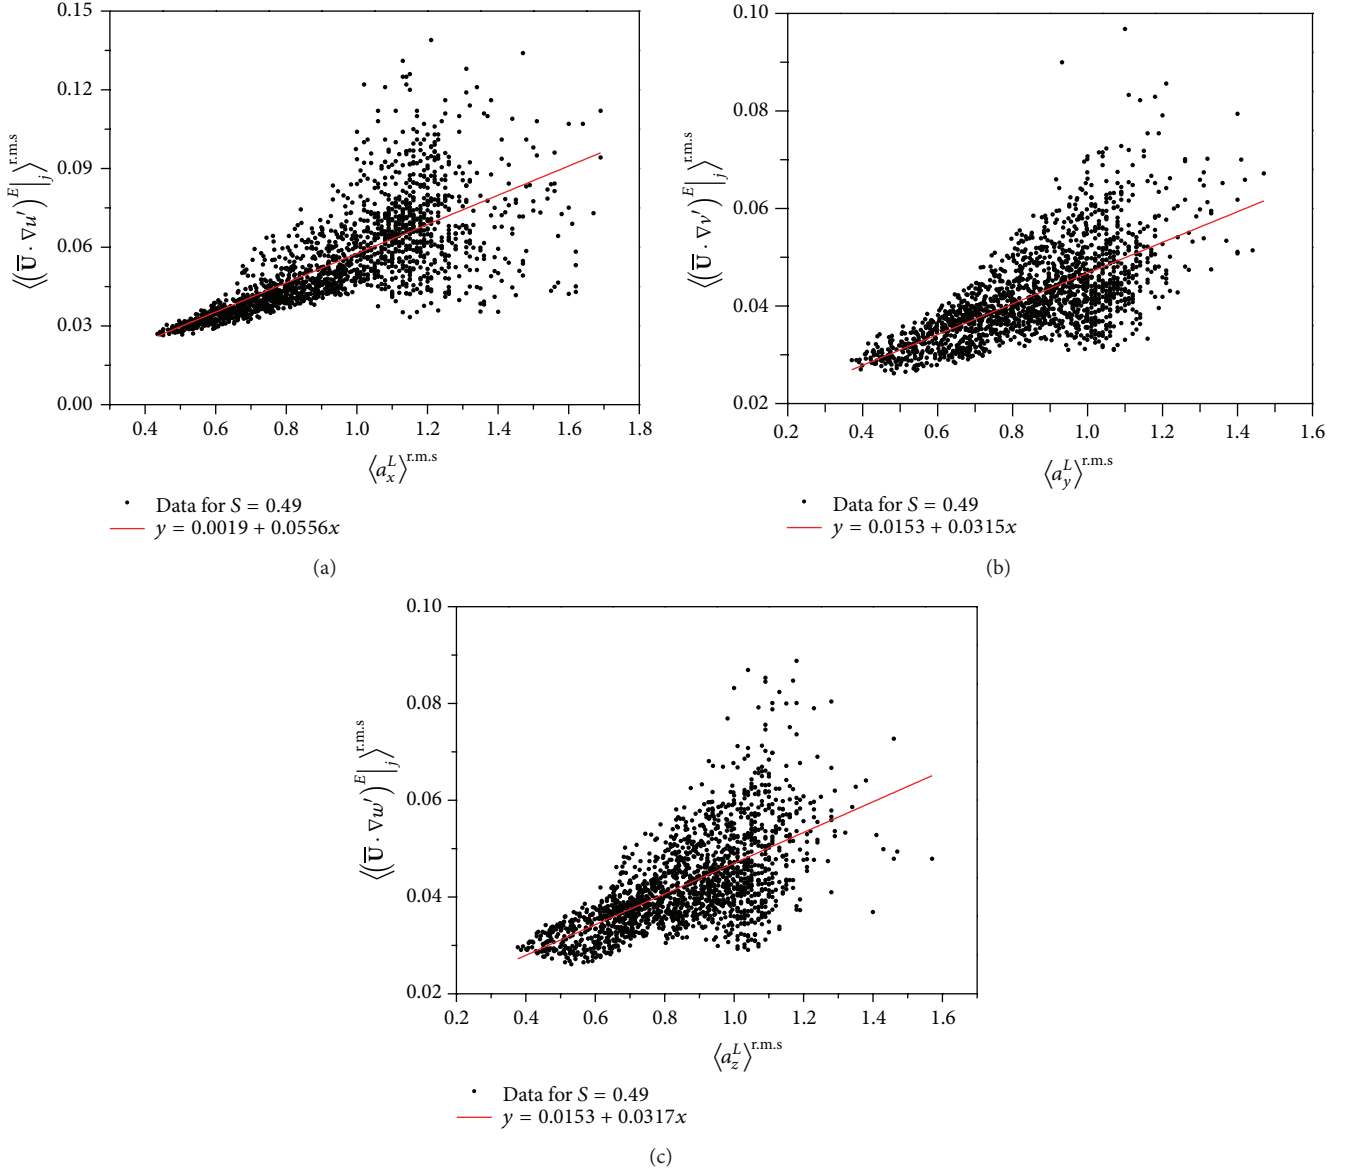 0.15
0.12
0.09
0.06
0.03
0.00
⟨(U̅ · ∇u′)^E|_j⟩^r.m.s
0.4 0.6 0.8 1.0 1.2 1.4 1.6 1.8
⟨a_x^L⟩^r.m.s
Data for S = 0.49
y = 0.0019 + 0.0556x
(a)
0.10
0.08
0.06
0.04
0.02
⟨(U̅ · ∇v′)^E|_j⟩^r.m.s
0.2 0.4 0.6 0.8 1.0 1.2 1.4 1.6
⟨a_y^L⟩^r.m.s
Data for S = 0.49
y = 0.0153 + 0.0315x
(b)
0.10
0.08
0.06
0.04
0.02
⟨(U̅ · ∇w′)^E|_j⟩^r.m.s
0.2 0.4 0.6 0.8 1.0 1.2 1.4 1.6
⟨a_z^L⟩^r.m.s
Data for S = 0.49
y = 0.0153 + 0.0317x
(c)